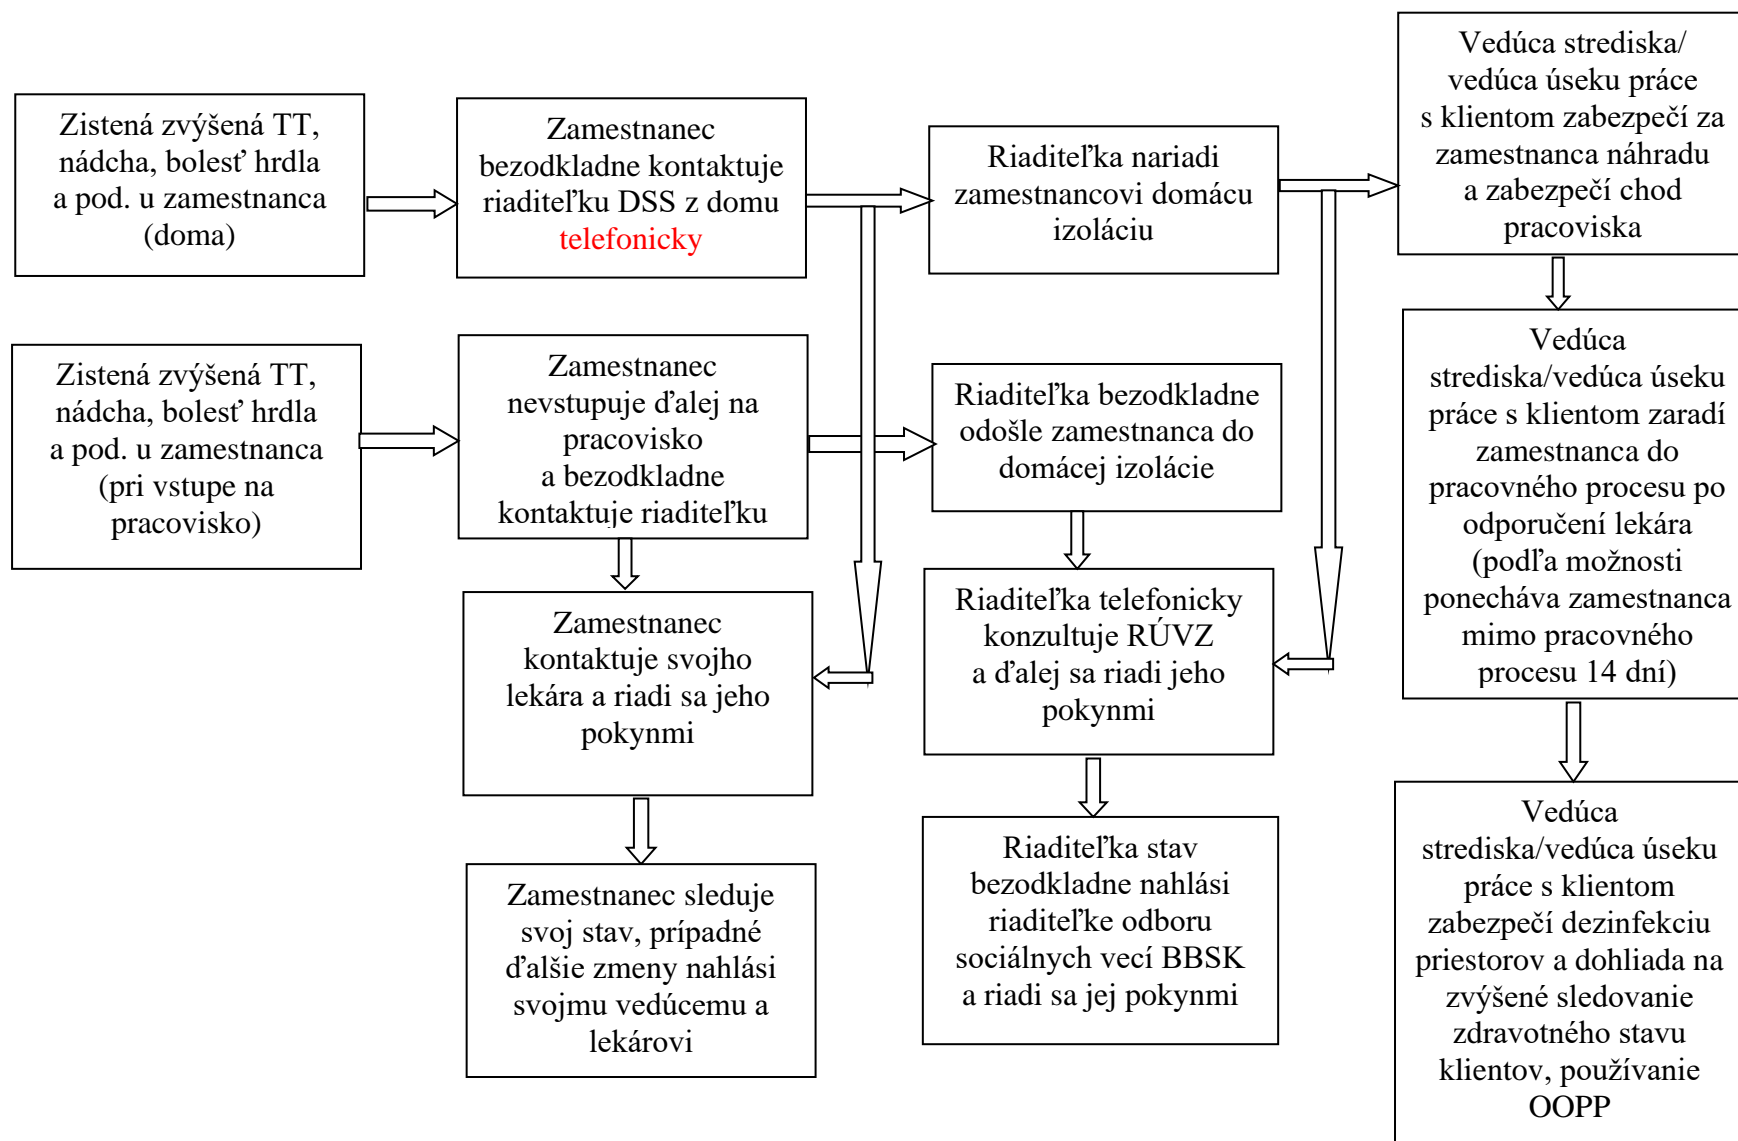 Zistená zvýšená TT,
nádcha, bolesť hrdla
a pod. u zamestnanca
(doma)
Zamestnanec
bezodkladne kontaktuje
riaditeľku DSS z domu
telefonicky
Riaditeľka nariadi
zamestnancovi domácu
izoláciu
Vedúca strediska/
vedúca úseku práce
s klientom zabezpečí za
zamestnanca náhradu
a zabezpečí chod
pracoviska
Zistená zvýšená TT,
nádcha, bolesť hrdla
a pod. u zamestnanca
(pri vstupe na
pracovisko)
Zamestnanec
nevstupuje ďalej na
pracovisko
a bezodkladne
kontaktuje riaditeľku
Riaditeľka bezodkladne
odošle zamestnanca do
domácej izolácie
Vedúca
strediska/vedúca úseku
práce s klientom zaradí
zamestnanca do
pracovného procesu po
odporučení lekára
(podľa možnosti
ponecháva zamestnanca
mimo pracovného
procesu 14 dní)
Zamestnanec
kontaktuje svojho
lekára a riadi sa jeho
pokynmi
Riaditeľka telefonicky
konzultuje RÚVZ
a ďalej sa riadi jeho
pokynmi
Zamestnanec sleduje
svoj stav, prípadné
ďalšie zmeny nahlási
svojmu vedúcemu a
lekárovi
Riaditeľka stav
bezodkladne nahlási
riaditeľke odboru
sociálnych vecí BBSK
a riadi sa jej pokynmi
Vedúca
strediska/vedúca úseku
práce s klientom
zabezpečí dezinfekciu
priestorov a dohliada na
zvýšené sledovanie
zdravotného stavu
klientov, používanie
OOPP